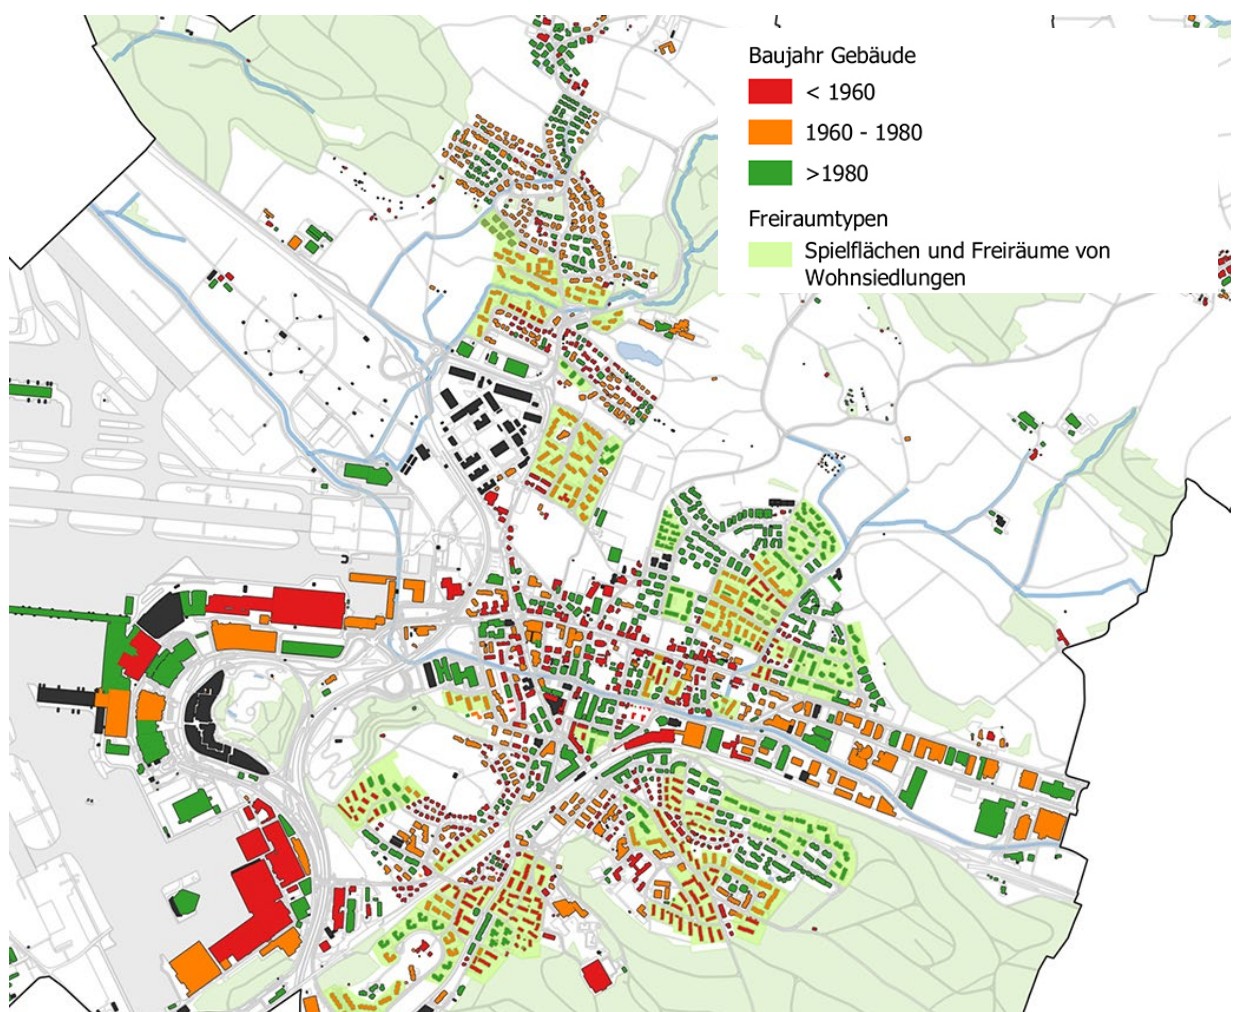 Baujahr Gebäude
< 1960
1960 - 1980
>1980
Freiraumtypen
Spielflächen und Freiräume von
Wohnsiedlungen